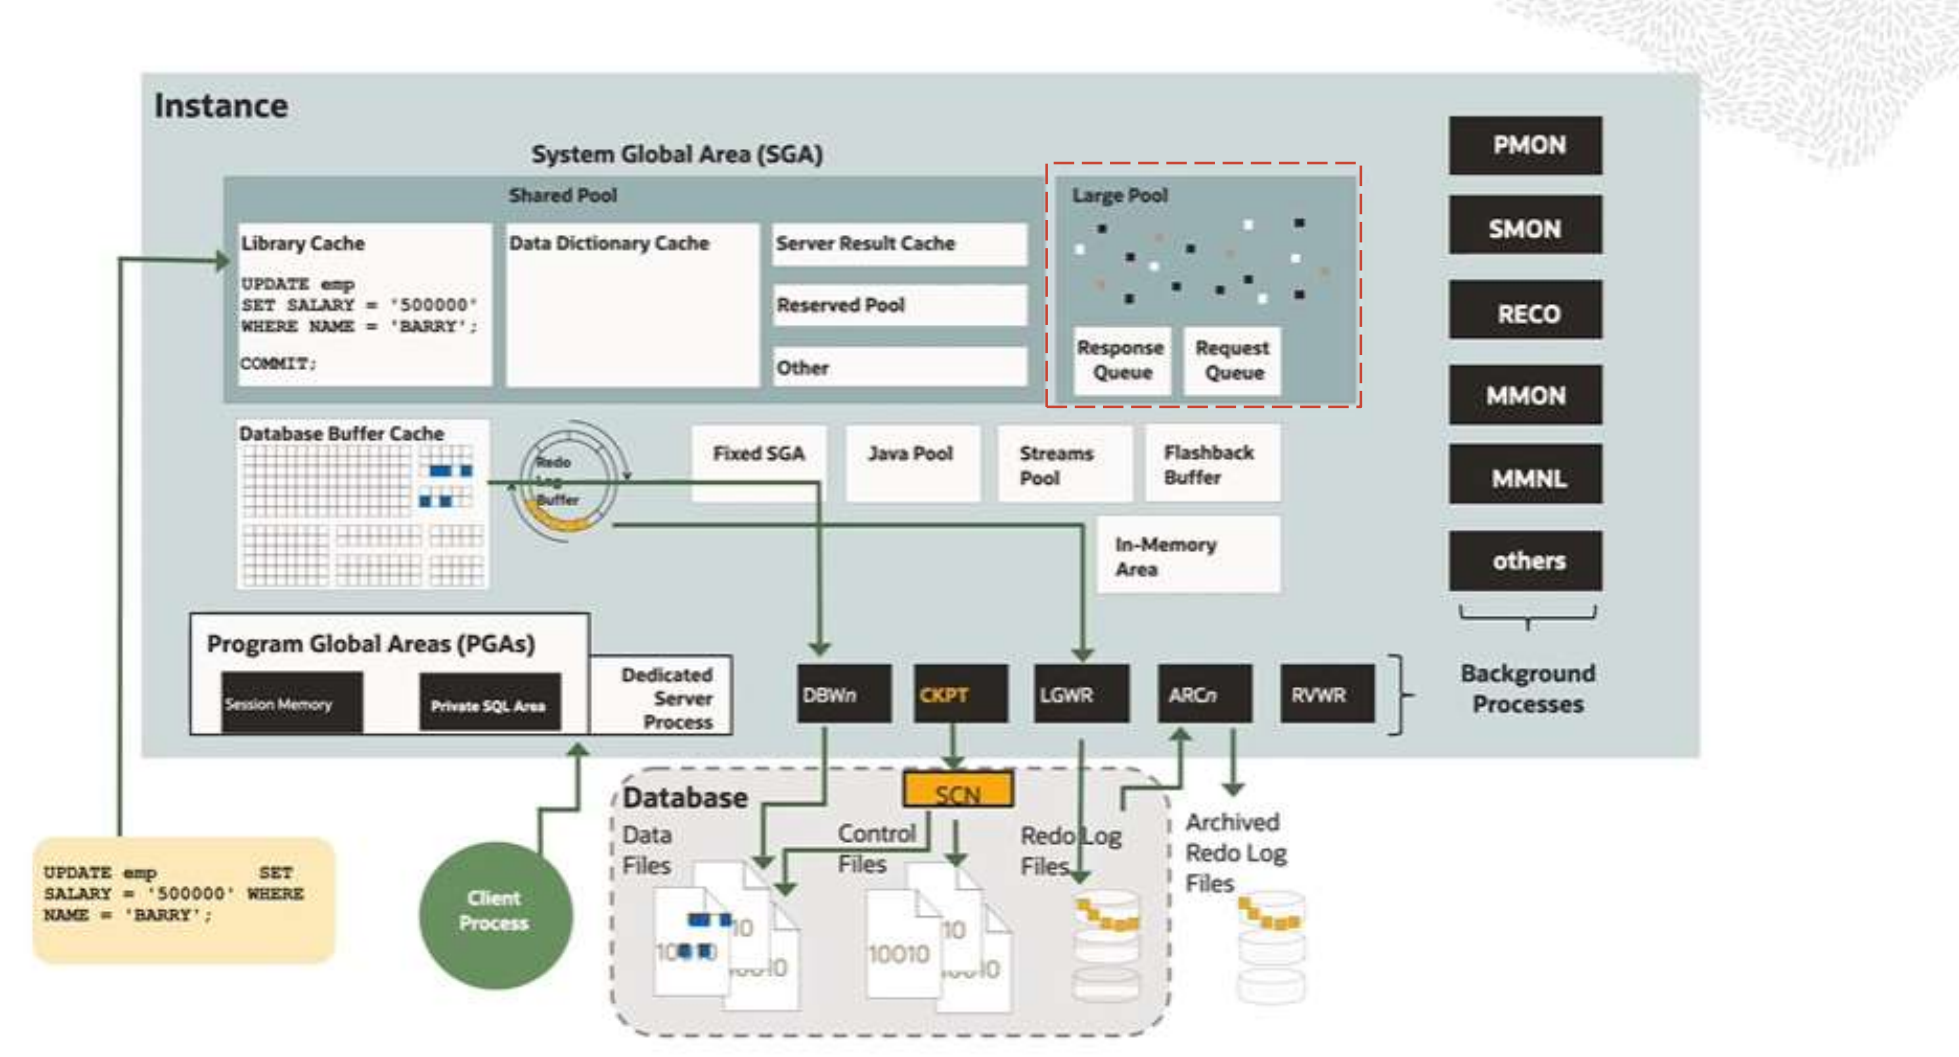 Instance
System Global Area (SGA)
Shared Pool
Library Cache
UPDATE emp
SET SALARY = '500000'
WHERE NAME = 'BARRY';
COMMIT;
Data Dictionary Cache
Server Result Cache
Reserved Pool
Other
Large Pool
Response
Queue
Request
Queue
Database Buffer Cache
Redo
Log
Buffer
Fixed SGA
Java Pool
Streams
Pool
Flashback
Buffer
In-Memory
Area
PMON
SMON
RECO
MMON
MMNL
others
Background
Processes
Program Global Areas (PGAs)
Session Memory
Private SQL Area
Dedicated
Server
Process
DBWn
CKPT
LGWR
ARCn
RVWR
UPDATE emp SET
SALARY = '500000' WHERE
NAME = 'BARRY';
Client
Process
Database
SCN
Data
Files
Control
Files
Redo Log
Files
Archived
Redo Log
Files
10
10010
10
10010